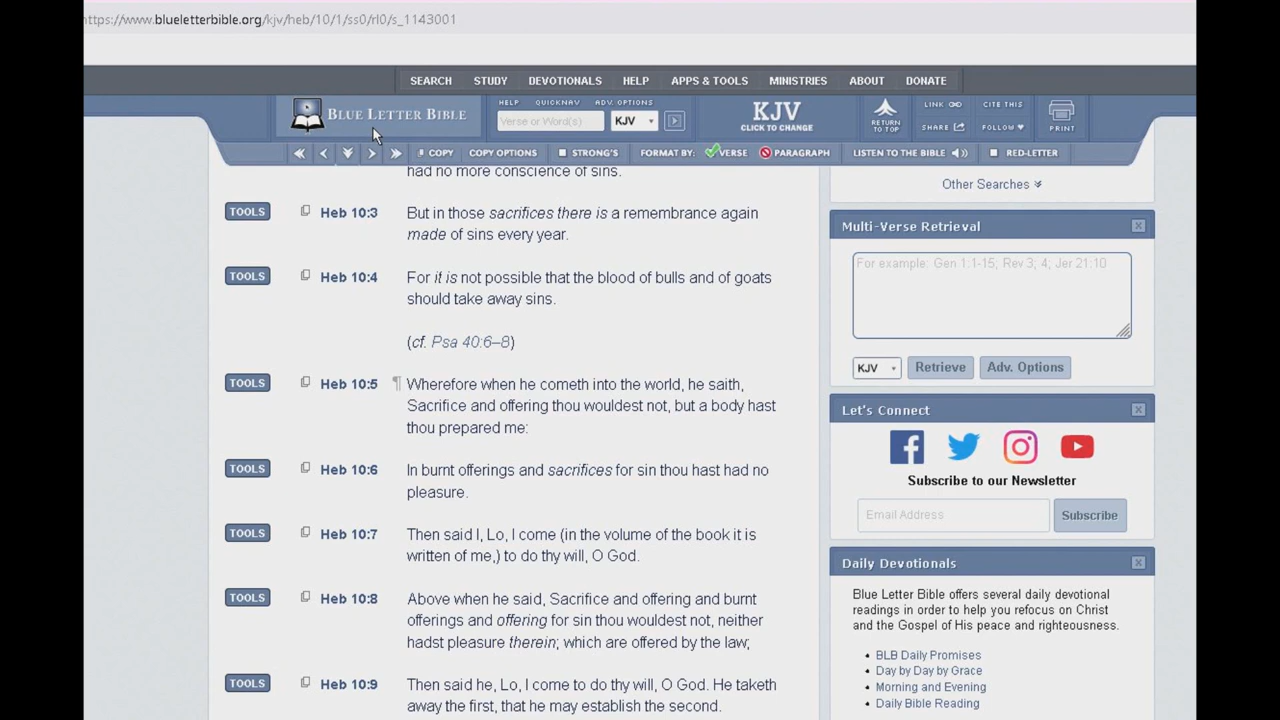 https://www.blueletterbible.org/kjv/heb/10/1/ss0/rl0/s_1143001
SEARCH STUDY DEVOTIONALS HELP APPS & TOOLS MINISTRIES ABOUT DONATE
BLUE LETTER BIBLE
HELP QUICKNAV ADV. OPTIONS
Verse or Word(s) KJV
KJV
CLICK TO CHANGE
RETURN
TO TOP
LINK CITE THIS
SHARE FOLLOW
PRINT
COPY COPY OPTIONS STRONG'S FORMAT BY: VERSE PARAGRAPH LISTEN TO THE BIBLE RED-LETTER
had no more conscience of sins.
TOOLS Heb 10:3 But in those sacrifices there is a remembrance again
made of sins every year.
TOOLS Heb 10:4 For it is not possible that the blood of bulls and of goats
should take away sins.
(cf. Psa 40:6–8)
TOOLS Heb 10:5 ¶ Wherefore when he cometh into the world, he saith,
Sacrifice and offering thou wouldest not, but a body hast
thou prepared me:
TOOLS Heb 10:6 In burnt offerings and sacrifices for sin thou hast had no
pleasure.
TOOLS Heb 10:7 Then said I, Lo, I come (in the volume of the book it is
written of me,) to do thy will, O God.
TOOLS Heb 10:8 Above when he said, Sacrifice and offering and burnt
offerings and offering for sin thou wouldest not, neither
hadst pleasure therein; which are offered by the law;
TOOLS Heb 10:9 Then said he, Lo, I come to do thy will, O God. He taketh
away the first, that he may establish the second.
Other Searches
Multi-Verse Retrieval
For example: Gen 1:1-15; Rev 3; 4; Jer 21:10
KJV Retrieve Adv. Options
Let's Connect
Subscribe to our Newsletter
Email Address Subscribe
Daily Devotionals
Blue Letter Bible offers several daily devotional
readings in order to help you refocus on Christ
and the Gospel of His peace and righteousness.
BLB Daily Promises
Day by Day by Grace
Morning and Evening
Daily Bible Reading